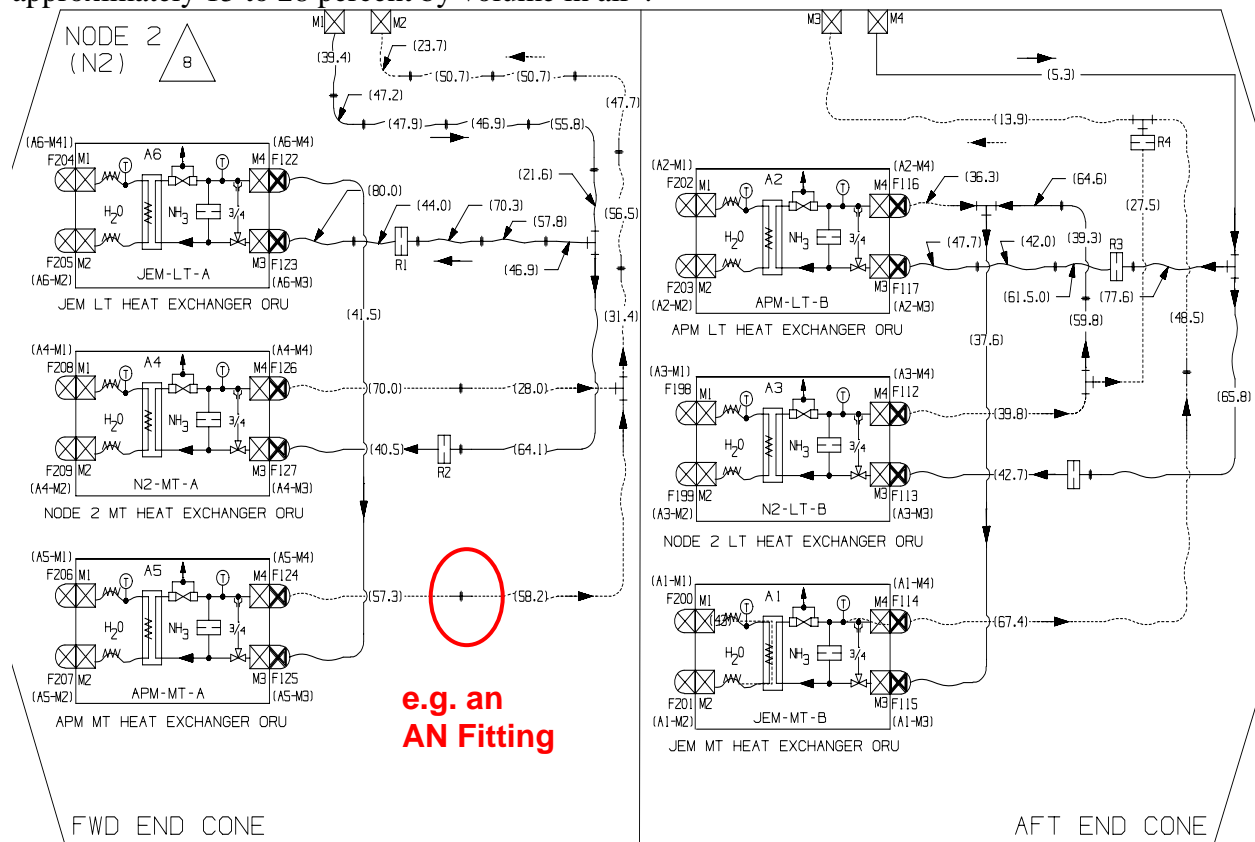 NODE 2
(N2)
8
M1
M2
(39.4)
(23.7)
(50.7)
(50.7)
(47.7)
(47.2)
(47.9)
(46.9)
(55.8)
(21.6)
(56.5)
(A6-M41)
(A6-M4)
F204
M1
T
A6
T
M4
F122
H2O
NH3
3/4
F205
M2
M3
F123
(A6-M2)
JEM-LT-A
(A6-M3)
JEM LT HEAT EXCHANGER ORU
(80.0)
(44.0)
(70.3)
(57.8)
R1
(46.9)
(41.5)
(31.4)
(A4-M1)
(A4-M4)
F208
M1
T
A4
T
M4
F126
(70.0)
(28.0)
H2O
NH3
3/4
F209
M2
M3
F127
(40.5)
(64.1)
R2
(A4-M2)
N2-MT-A
(A4-M3)
NODE 2 MT HEAT EXCHANGER ORU
(A5-M1)
(A5-M4)
F206
M1
T
A5
T
M4
F124
(57.3)
(58.2)
H2O
NH3
3/4
F207
M2
M3
F125
(A5-M2)
APM-MT-A
(A5-M3)
APM MT HEAT EXCHANGER ORU
e.g. an
AN Fitting
FWD END CONE
M3
M4
(5.3)
(13.9)
R4
(27.5)
(A2-M1)
(A2-M4)
F202
M1
T
A2
T
M4
F116
(36.3)
(64.6)
H2O
NH3
3/4
(39.3)
(47.7)
(42.0)
R3
F203
M2
M3
F117
(61.5.0)
(77.6)
(A2-M2)
APM-LT-B
(A2-M3)
APM LT HEAT EXCHANGER ORU
(59.8)
(48.5)
(37.6)
(65.8)
(A3-M1)
(A3-M4)
F198
M1
T
A3
T
M4
F112
(39.8)
H2O
NH3
3/4
F199
M2
M3
F113
(42.7)
(A3-M2)
N2-LT-B
(A3-M3)
NODE 2 LT HEAT EXCHANGER ORU
(A1-M1)
(A1-M4)
F200
M1
T
A1
T
M4
F114
(67.4)
H2O
NH3
3/4
F201
M2
M3
F115
(A1-M2)
JEM-MT-B
(A1-M3)
JEM MT HEAT EXCHANGER ORU
AFT END CONE